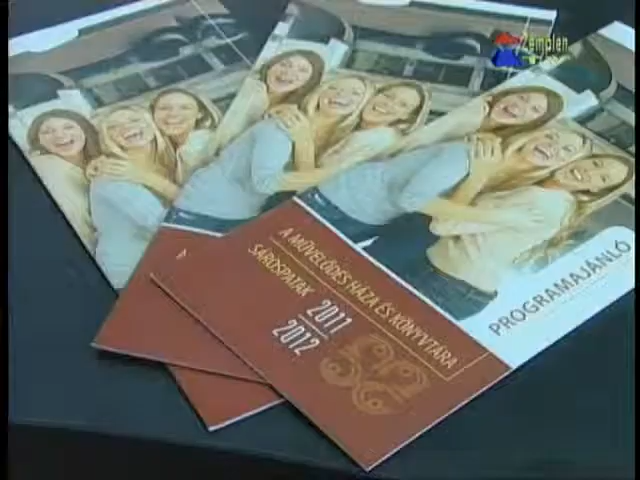 Zemplén
PROGRAMAJÁNLÓ
A MŰVELŐDÉS HÁZA ÉS KÖNYVTÁRA
SÁROSPATAK
2011
2012